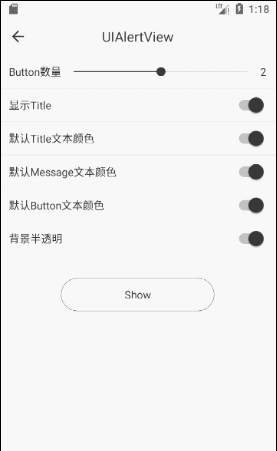 LTE 1:18
UIAlertView
Button数量 2
显示Title
默认Title文本颜色
默认Message文本颜色
默认Button文本颜色
背景半透明
Show